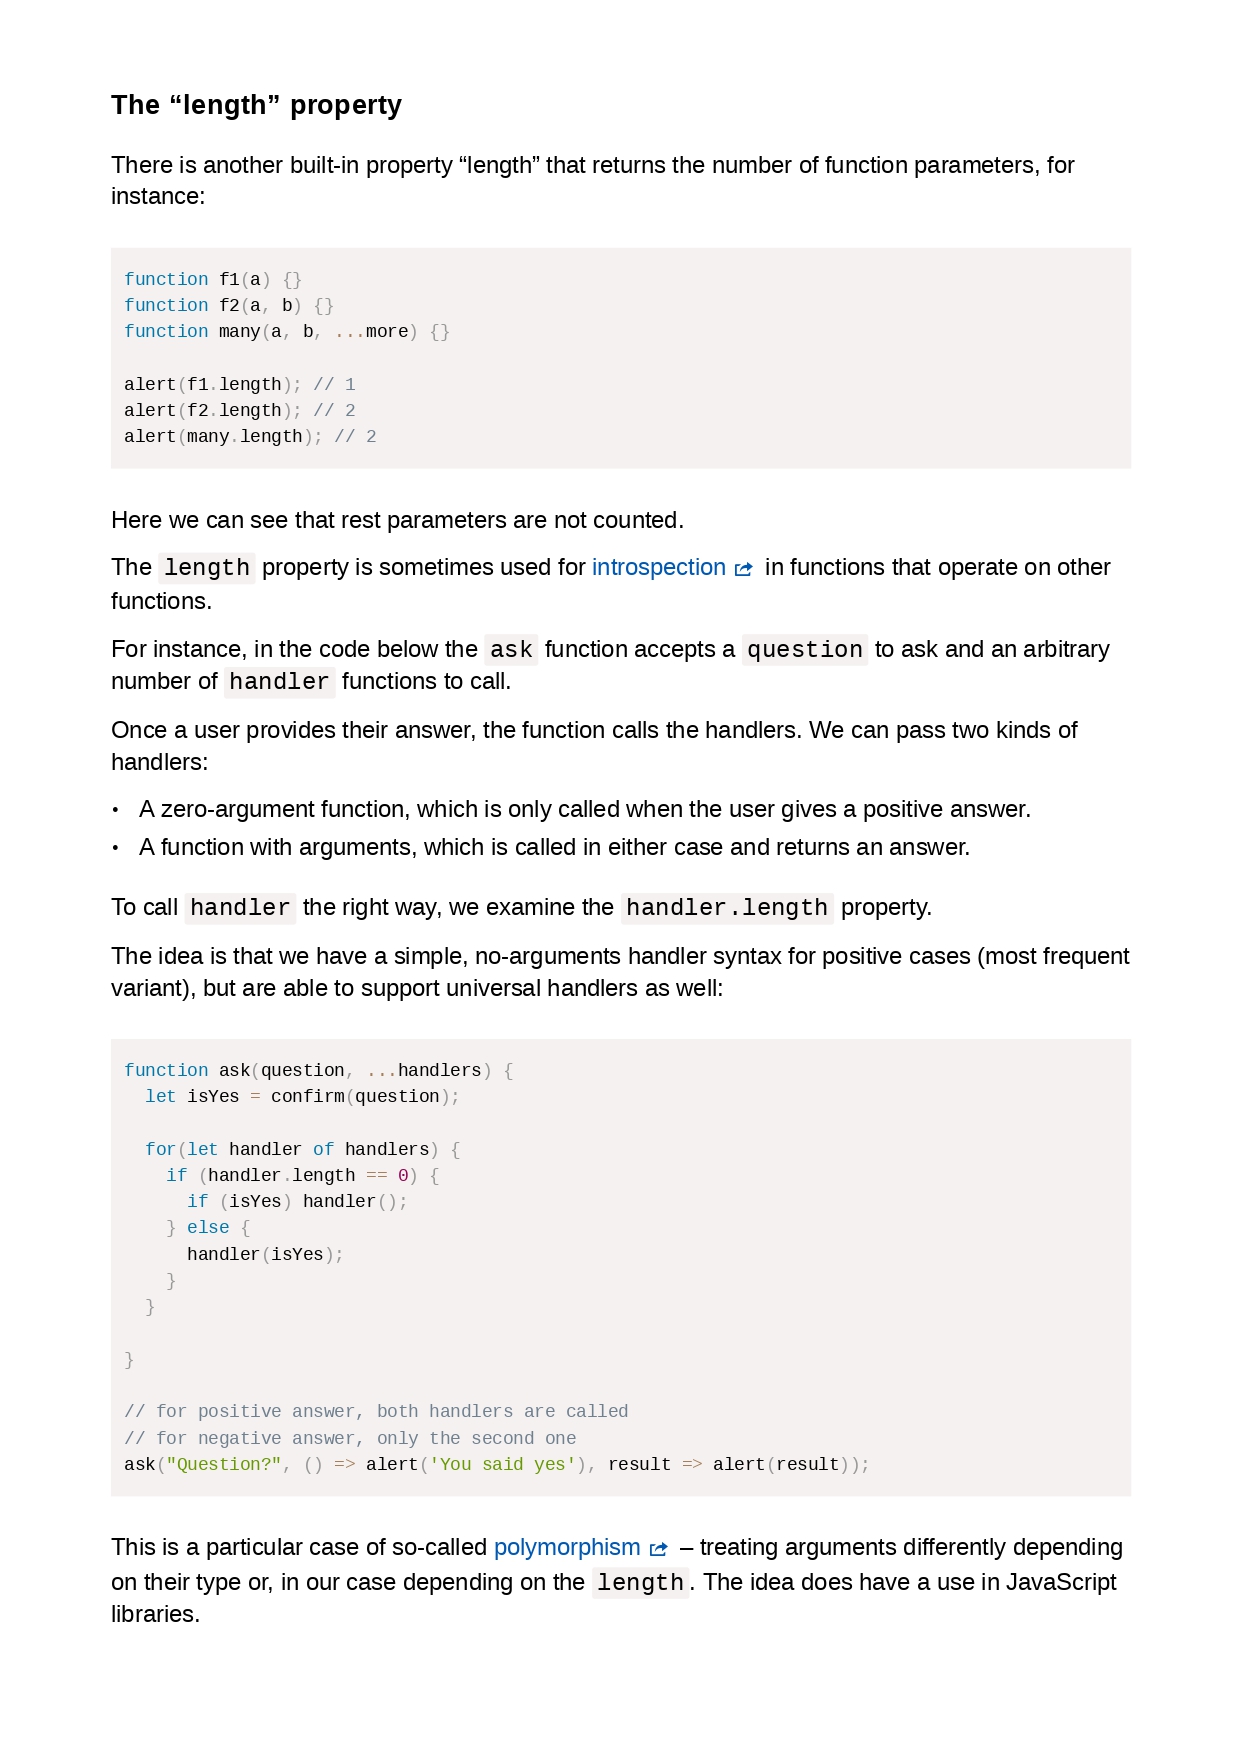 The “length” property
There is another built-in property “length” that returns the number of function parameters, for
instance:
function f1(a) {}
function f2(a, b) {}
function many(a, b, ...more) {}
alert(f1.length); // 1
alert(f2.length); // 2
alert(many.length); // 2
Here we can see that rest parameters are not counted.
The length property is sometimes used for introspection in functions that operate on other
functions.
For instance, in the code below the ask function accepts a question to ask and an arbitrary
number of handler functions to call.
Once a user provides their answer, the function calls the handlers. We can pass two kinds of
handlers:
• A zero-argument function, which is only called when the user gives a positive answer.
• A function with arguments, which is called in either case and returns an answer.
To call handler the right way, we examine the handler.length property.
The idea is that we have a simple, no-arguments handler syntax for positive cases (most frequent
variant), but are able to support universal handlers as well:
function ask(question, ...handlers) {
  let isYes = confirm(question);
  for(let handler of handlers) {
    if (handler.length == 0) {
      if (isYes) handler();
    } else {
      handler(isYes);
    }
  }
}
// for positive answer, both handlers are called
// for negative answer, only the second one
ask("Question?", () => alert('You said yes'), result => alert(result));
This is a particular case of so-called polymorphism – treating arguments differently depending
on their type or, in our case depending on the length. The idea does have a use in JavaScript
libraries.